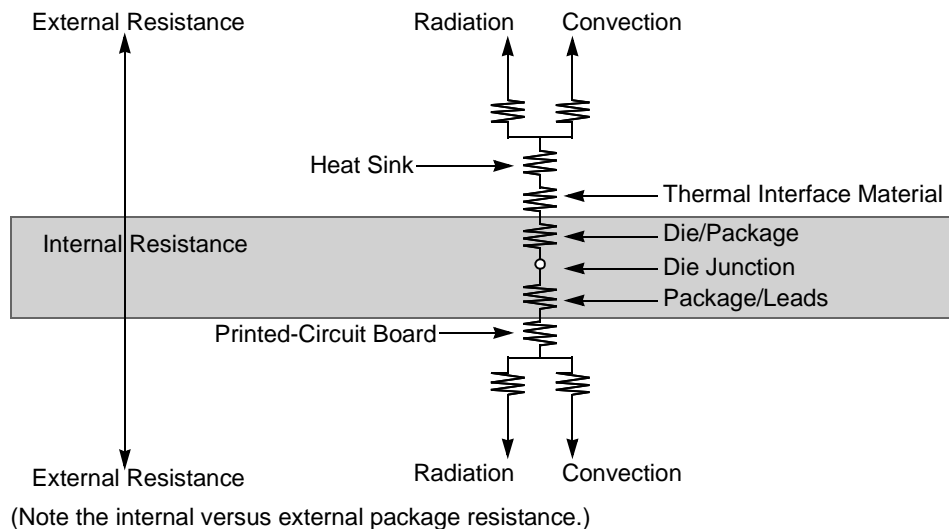 External Resistance
Radiation
Convection
Heat Sink
Thermal Interface Material
Internal Resistance
Die/Package
Die Junction
Package/Leads
Printed-Circuit Board
External Resistance
Radiation
Convection
(Note the internal versus external package resistance.)